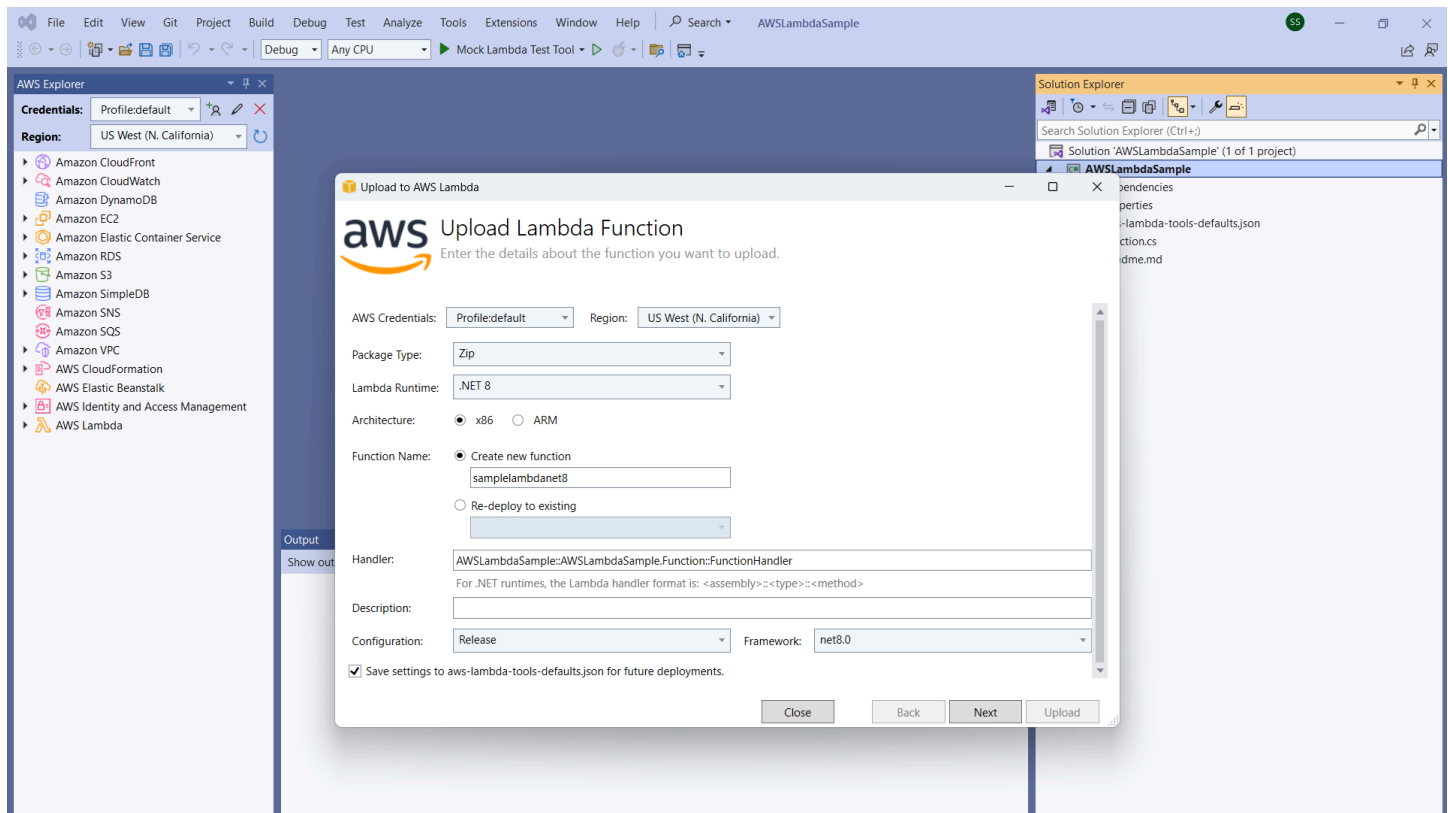 File Edit View Git Project Build Debug Test Analyze Tools Extensions Window Help Search AWSLambdaSample SS
Debug Any CPU Mock Lambda Test Tool
AWS Explorer
Credentials: Profile:default
Region: US West (N. California)
Amazon CloudFront
Amazon CloudWatch
Amazon DynamoDB
Amazon EC2
Amazon Elastic Container Service
Amazon RDS
Amazon S3
Amazon SimpleDB
Amazon SNS
Amazon SQS
Amazon VPC
AWS CloudFormation
AWS Elastic Beanstalk
AWS Identity and Access Management
AWS Lambda
Output
Show out
Upload to AWS Lambda
aws
Upload Lambda Function
Enter the details about the function you want to upload.
AWS Credentials: Profile:default Region: US West (N. California)
Package Type: Zip
Lambda Runtime: .NET 8
Architecture: x86 ARM
Function Name: Create new function
samplelambdanet8
Re-deploy to existing
Handler: AWSLambdaSample::AWSLambdaSample.Function::FunctionHandler
For .NET runtimes, the Lambda handler format is: <assembly>::<type>::<method>
Description:
Configuration: Release Framework: net8.0
Save settings to aws-lambda-tools-defaults.json for future deployments.
Close Back Next Upload
Solution Explorer
Search Solution Explorer (Ctrl+;)
Solution 'AWSLambdaSample' (1 of 1 project)
AWSLambdaSample
pendencies
perties
s-lambda-tools-defaults.json
ction.cs
dme.md